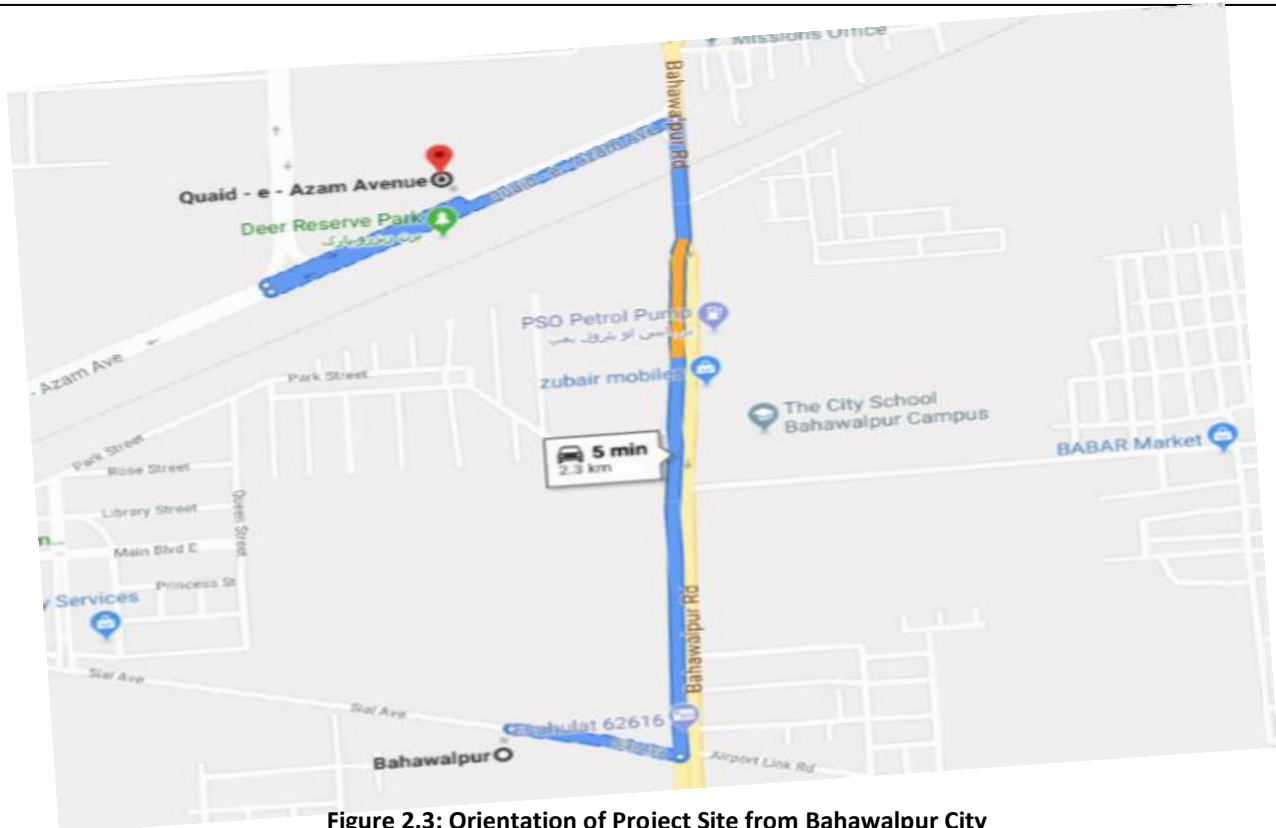 Missions Office
Bahawalpur Rd
Quaid - e - Azam Ave
Quaid - e - Azam Avenue
Deer Reserve Park
PSO Petrol Pump
zubair mobiles
- Azam Ave
Park Street
The City School
Bahawalpur Campus
5 min
2.3 km
BABAR Market
Park Street
Rose Street
Library Street
Queen Street
Main Blvd E
Princess St
y Services
Bahawalpur Rd
Sial Ave
Sial Ave
sahulat 62616
Bahawalpur
Airport Link Rd
Figure 2.3: Orientation of Project Site from Bahawalpur City